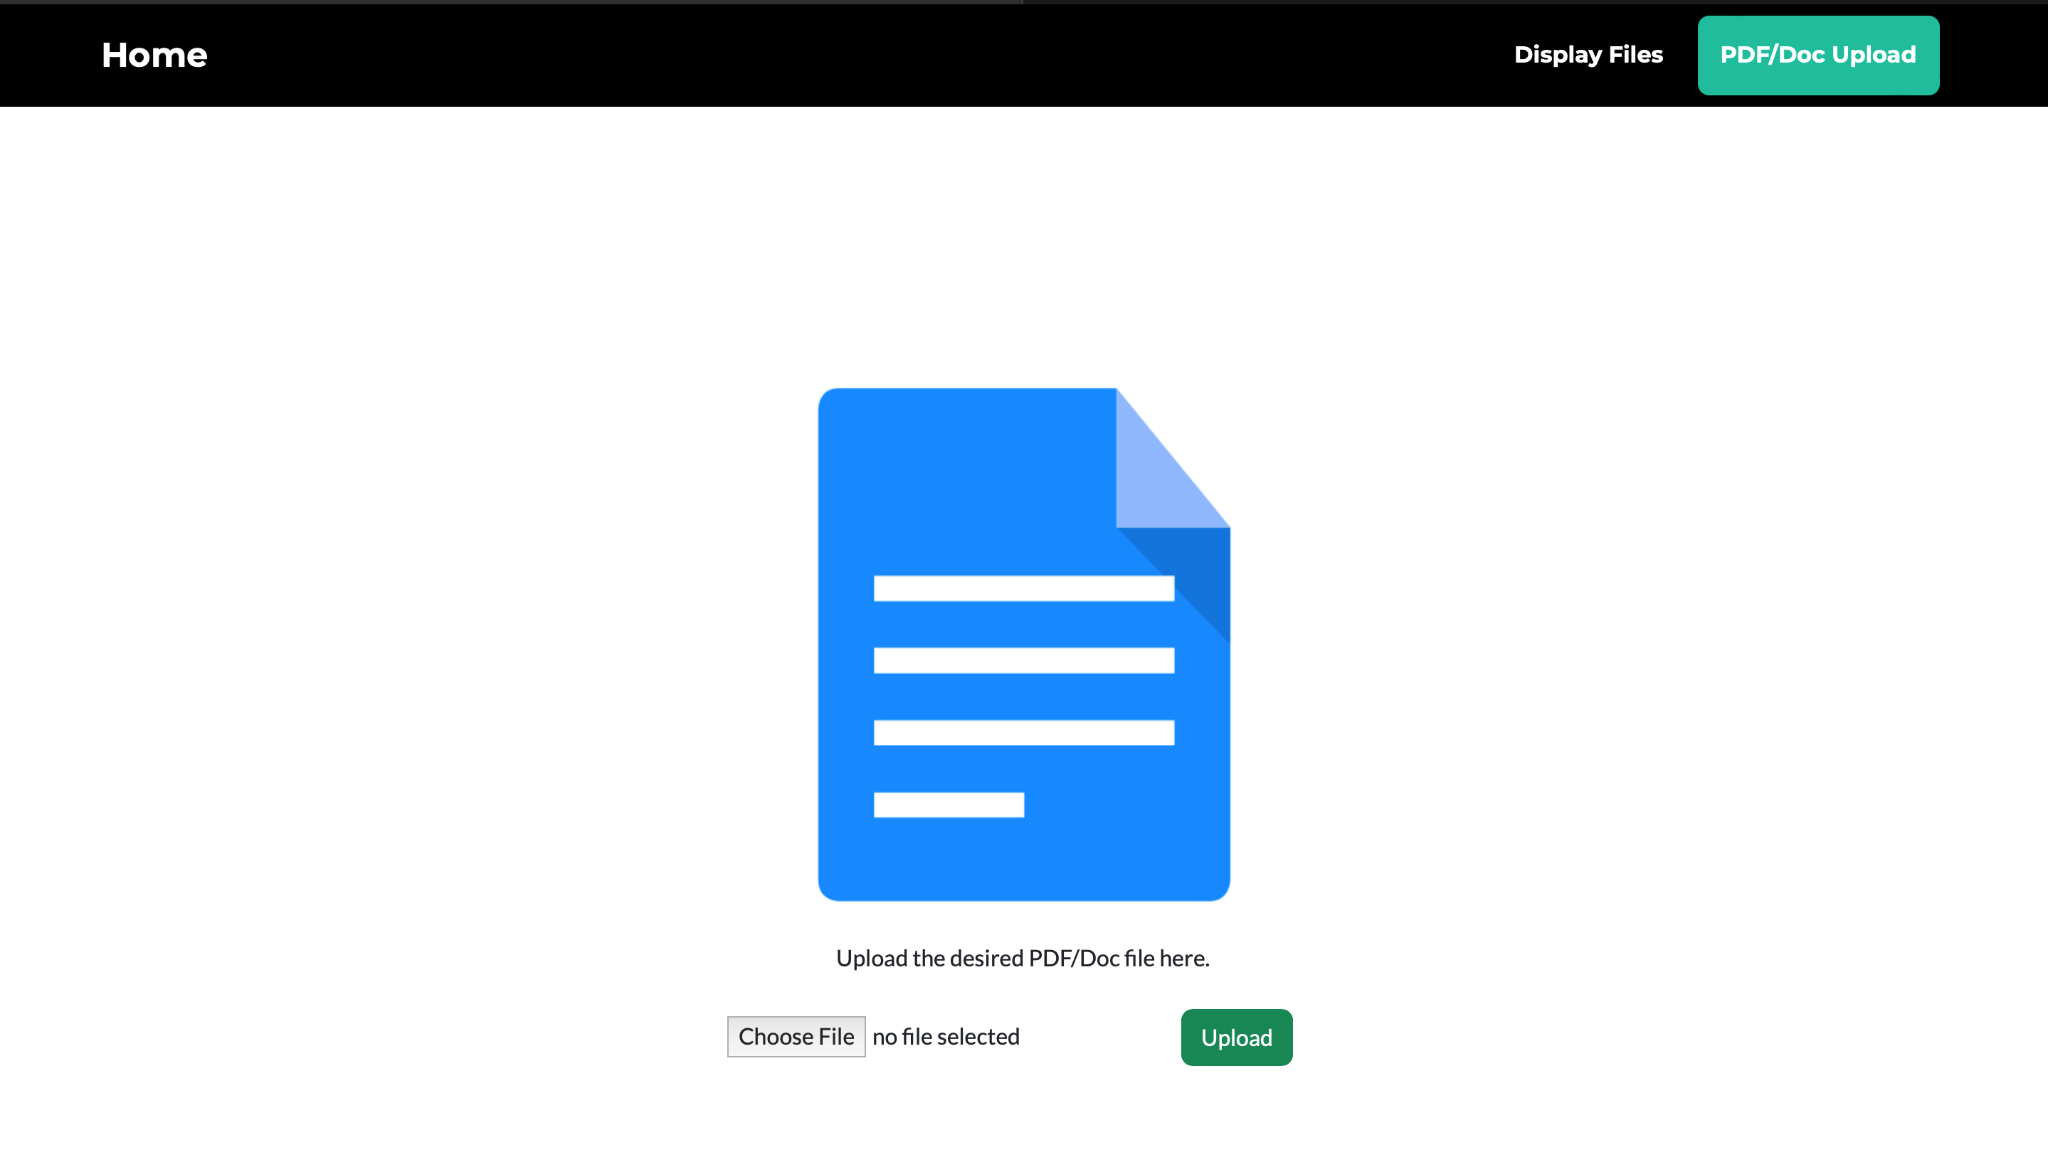 Home
Display Files
PDF/Doc Upload
Upload the desired PDF/Doc file here.
Choose File no file selected
Upload